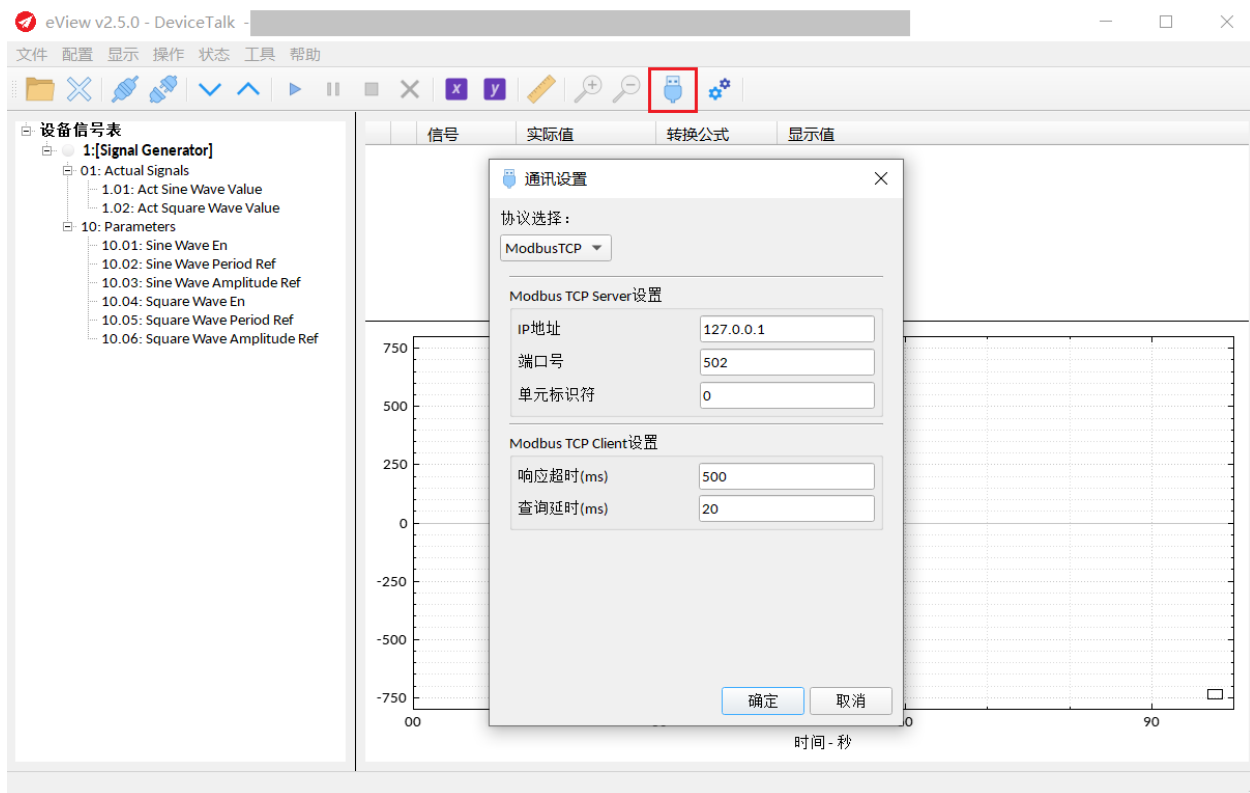 eView v2.5.0 - DeviceTalk -
文件 配置 显示 操作 状态 工具 帮助
x y
设备信号表
1:[Signal Generator]
01: Actual Signals
1.01: Act Sine Wave Value
1.02: Act Square Wave Value
10: Parameters
10.01: Sine Wave En
10.02: Sine Wave Period Ref
10.03: Sine Wave Amplitude Ref
10.04: Square Wave En
10.05: Square Wave Period Ref
10.06: Square Wave Amplitude Ref
信号 实际值 转换公式 显示值
通讯设置
协议选择：
ModbusTCP
Modbus TCP Server设置
IP地址 127.0.0.1
端口号 502
单元标识符 0
Modbus TCP Client设置
响应超时(ms) 500
查询延时(ms) 20
确定 取消
750
500
250
0
-250
-500
-750
00 90
时间 - 秒